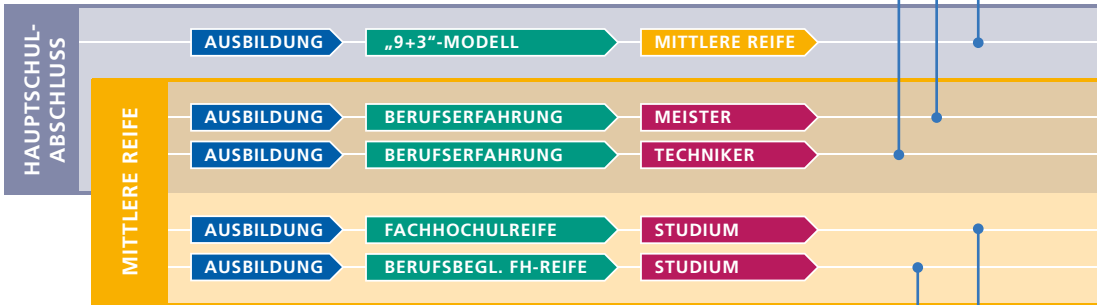 HAUPTSCHUL-
ABSCHLUSS
AUSBILDUNG „9+3“-MODELL MITTLERE REIFE
MITTLERE REIFE
AUSBILDUNG BERUFSERFAHRUNG MEISTER
AUSBILDUNG BERUFSERFAHRUNG TECHNIKER
AUSBILDUNG FACHHOCHULREIFE STUDIUM
AUSBILDUNG BERUFSBEGL. FH-REIFE STUDIUM